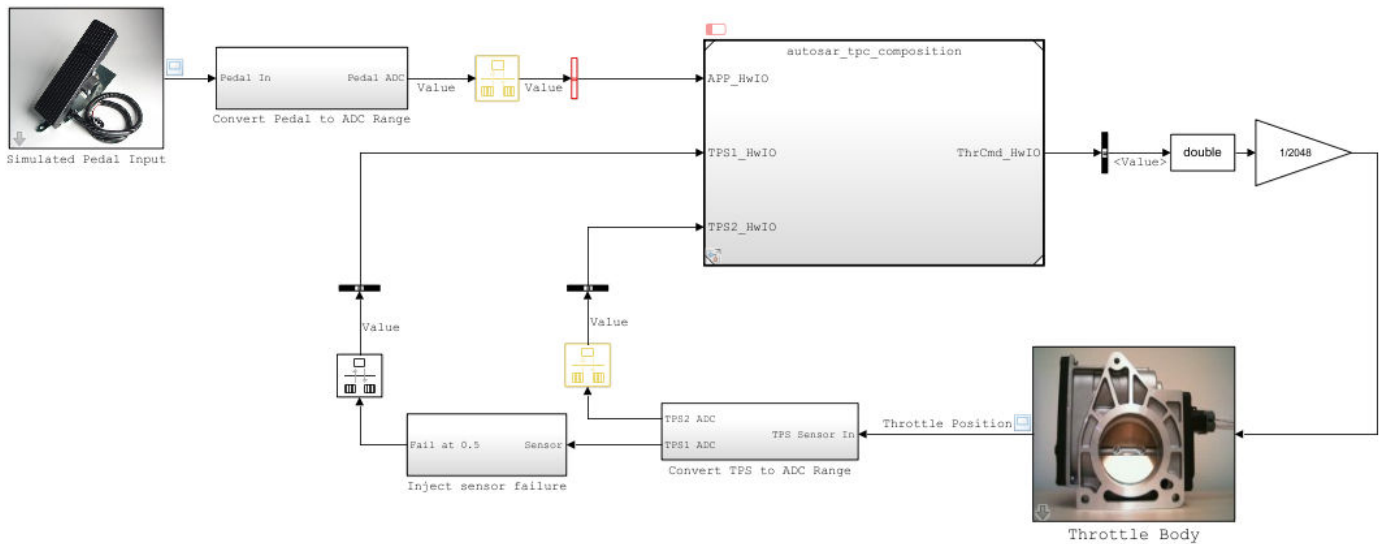 autosar_tpc_composition
Pedal In
Pedal ADC
Value
Value
APP_HwIO
Convert Pedal to ADC Range
Simulated Pedal Input
TPS1_HwIO
ThrCmd_HwIO
<Value>
double
1/2048
TPS2_HwIO
Value
Value
TPS2 ADC
TPS1 ADC
TPS Sensor In
Throttle Position
Fail at 0.5
Sensor
Convert TPS to ADC Range
Inject sensor failure
Throttle Body